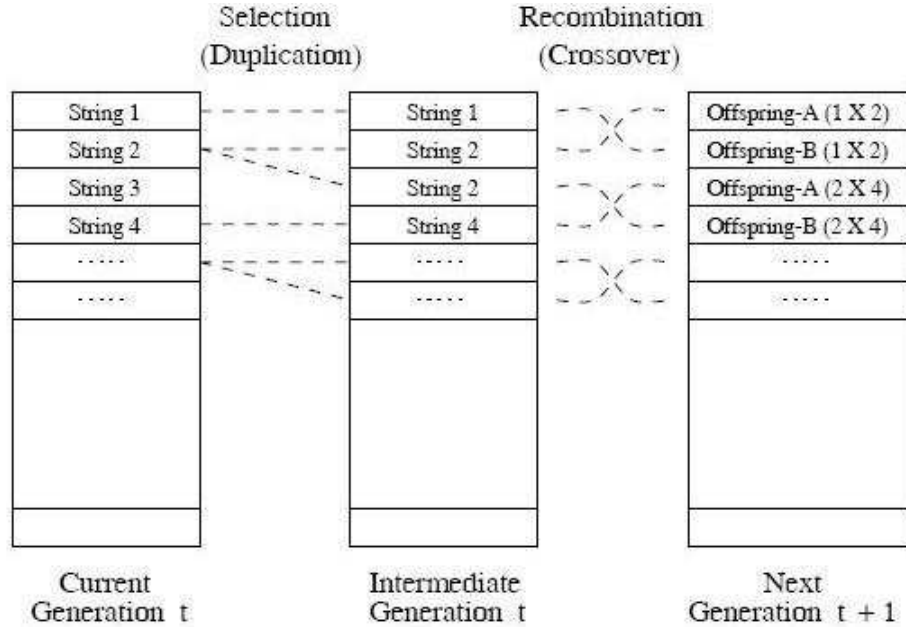 Selection
(Duplication)
Recombination
(Crossover)
String 1
String 2
String 3
String 4
.....
.....
String 1
String 2
String 2
String 4
.....
.....
Offspring-A (1 X 2)
Offspring-B (1 X 2)
Offspring-A (2 X 4)
Offspring-B (2 X 4)
.....
.....
Current
Generation t
Intermediate
Generation t
Next
Generation t + 1